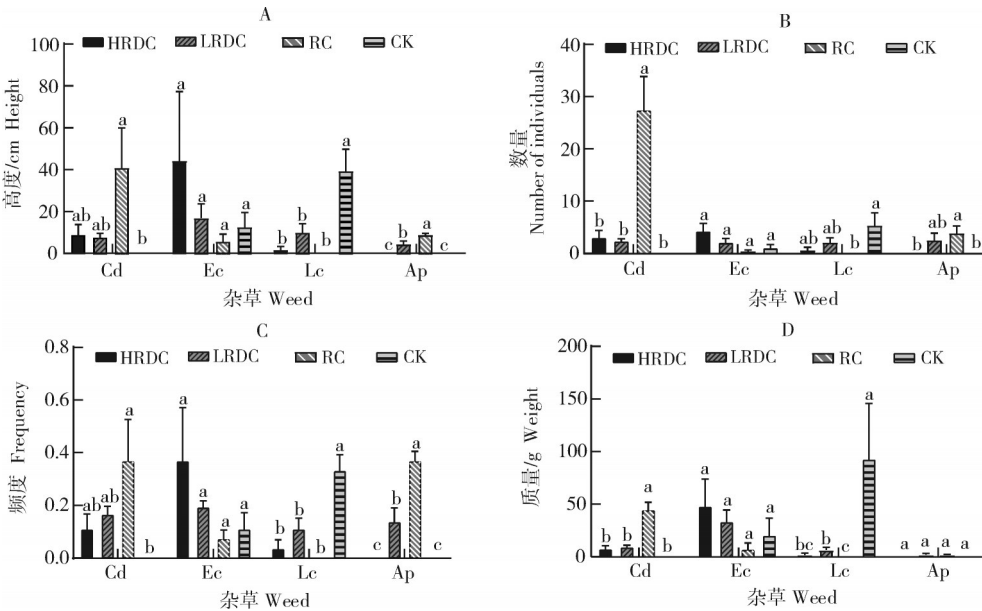 A
HRDC LRDC RC CK
高度/cm Height
100
80
60
40
20
0
ab ab a b
a a a a
b b b a
c b a c
Cd Ec Lc Ap
杂草 Weed
B
HRDC LRDC RC CK
数量
Number of individuals
40
30
20
10
0
b b a b
a a a a
ab ab b a
b a a b
Cd Ec Lc Ap
杂草 Weed
C
HRDC LRDC RC CK
频度 Frequency
0.8
0.6
0.4
0.2
0.0
ab ab a b
a a a a
b b b a
c b a c
Cd Ec Lc Ap
杂草 Weed
D
HRDC LRDC RC CK
质量/g Weight
200
150
100
50
0
b b a b
a a a a
bc b c a
a a a a
Cd Ec Lc Ap
杂草 Weed